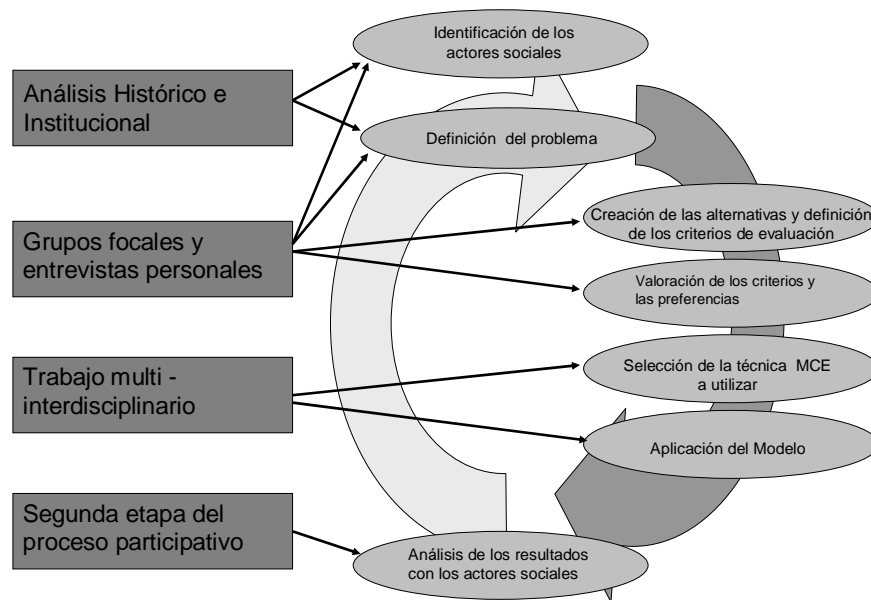 Identificación de los
actores sociales
Análisis Histórico e
Institucional
Definición del problema
Creación de las alternativas y definición
de los criterios de evaluación
Grupos focales y
entrevistas personales
Valoración de los criterios y
las preferencias
Trabajo multi -
interdisciplinario
Selección de la técnica MCE
a utilizar
Aplicación del Modelo
Segunda etapa del
proceso participativo
Análisis de los resultados
con los actores sociales